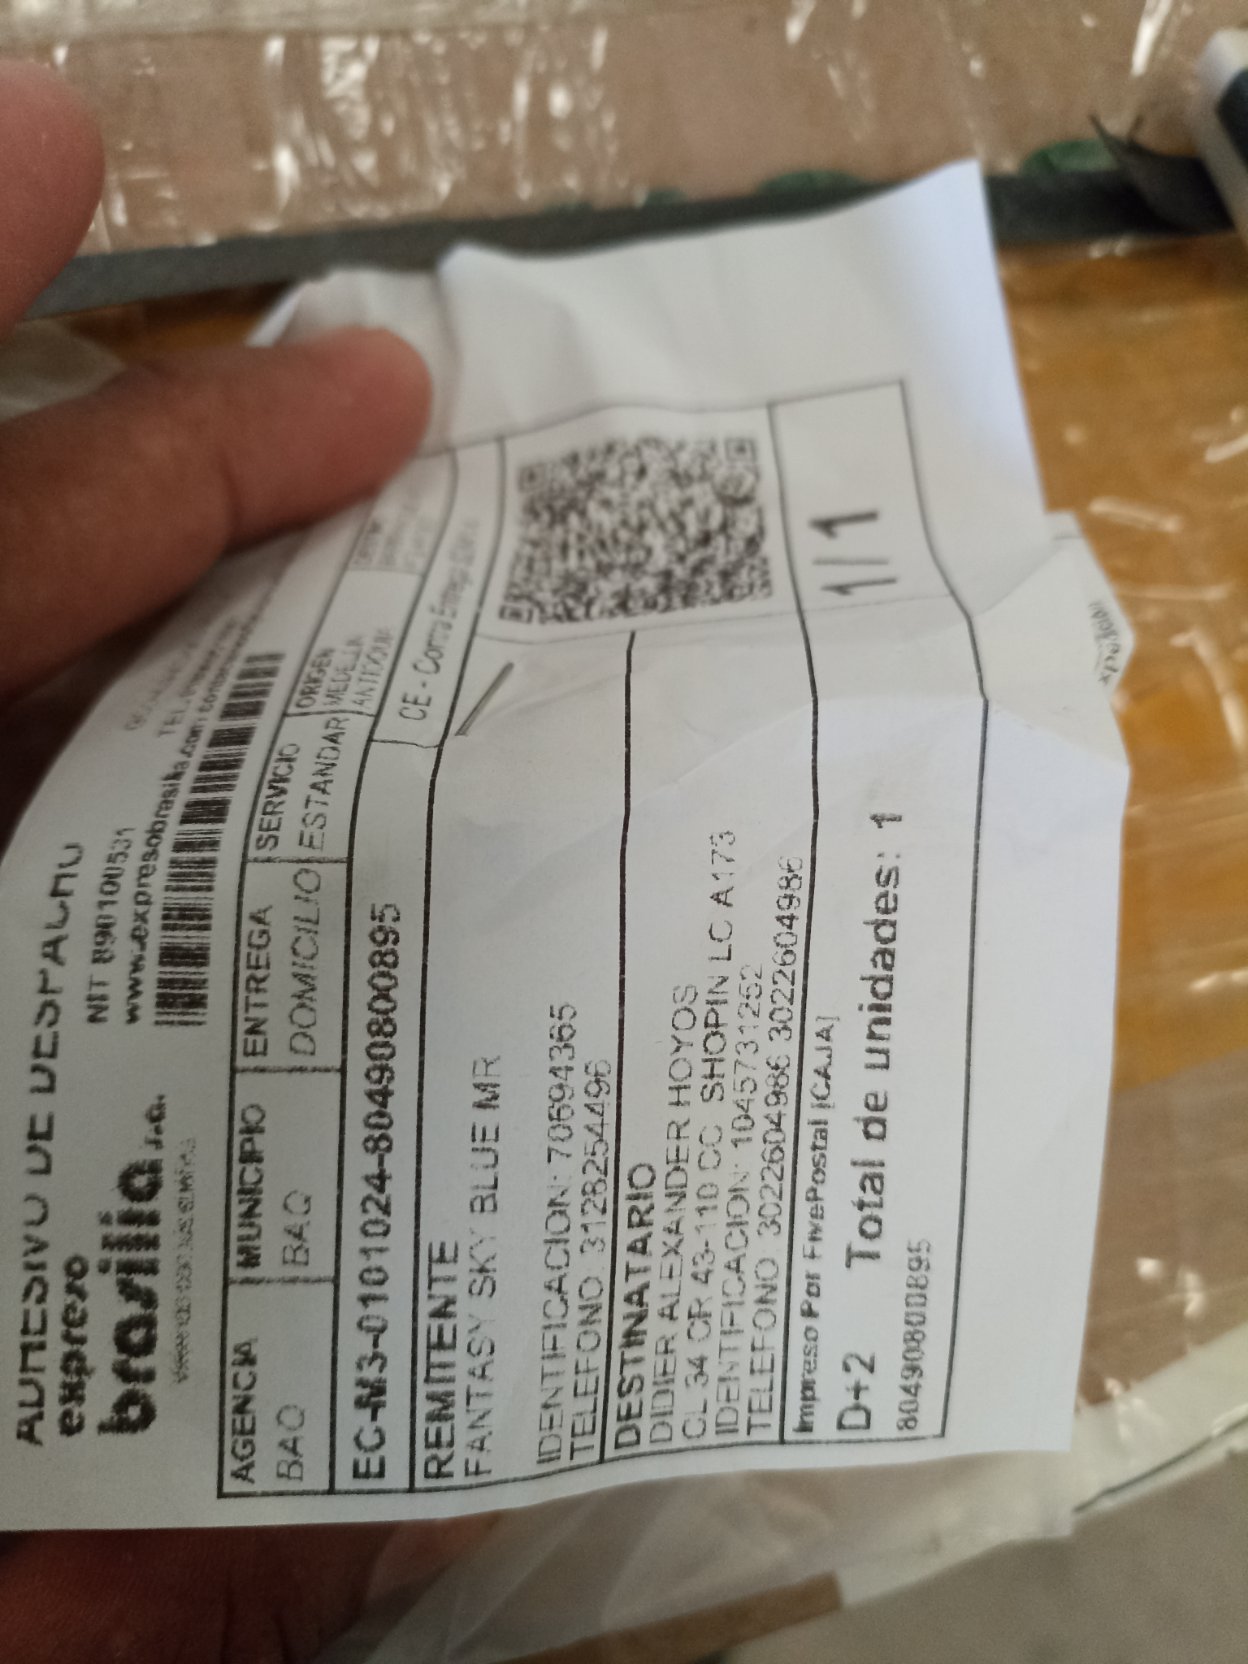 ADHESIVO DE DESPACHO
expreso
brasilia s.a.
NIT 890100531
www.expresobrasilia.com
AGENCIA
BAQ
MUNICIPIO
BAQ
ENTREGA
DOMICILIO
SERVICIO
ESTANDAR
ORIGEN
MEDELLIN
ANTIOQUIA
EC-M3-0101024-80490800895
CE - Contra Entrega
REMITENTE
FANTASY SKY BLUE MR
IDENTIFICACION: 70694365
TELEFONO: 3128254496
DESTINATARIO
DIDIER ALEXANDER HOYOS
CL 34 CR 43-110 CC SHOPIN LC A173
IDENTIFICACION: 1045731252
TELEFONO: 3022604986 3022604986
Impreso Por FivePostal [CAJA]
D+2 Total de unidades: 1
1/1
80490800895